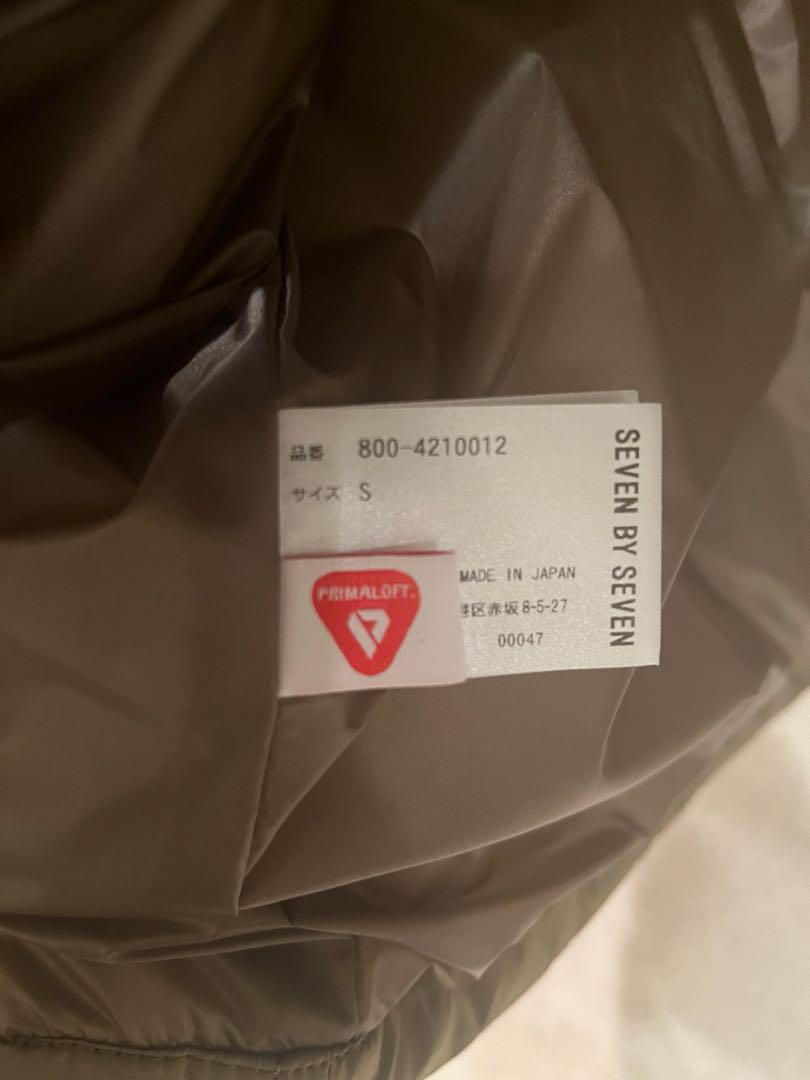 品番 800-4210012
サイズ S
MADE IN JAPAN
区赤坂8-5-27
00047
SEVEN BY SEVEN
PRIMALOFT.